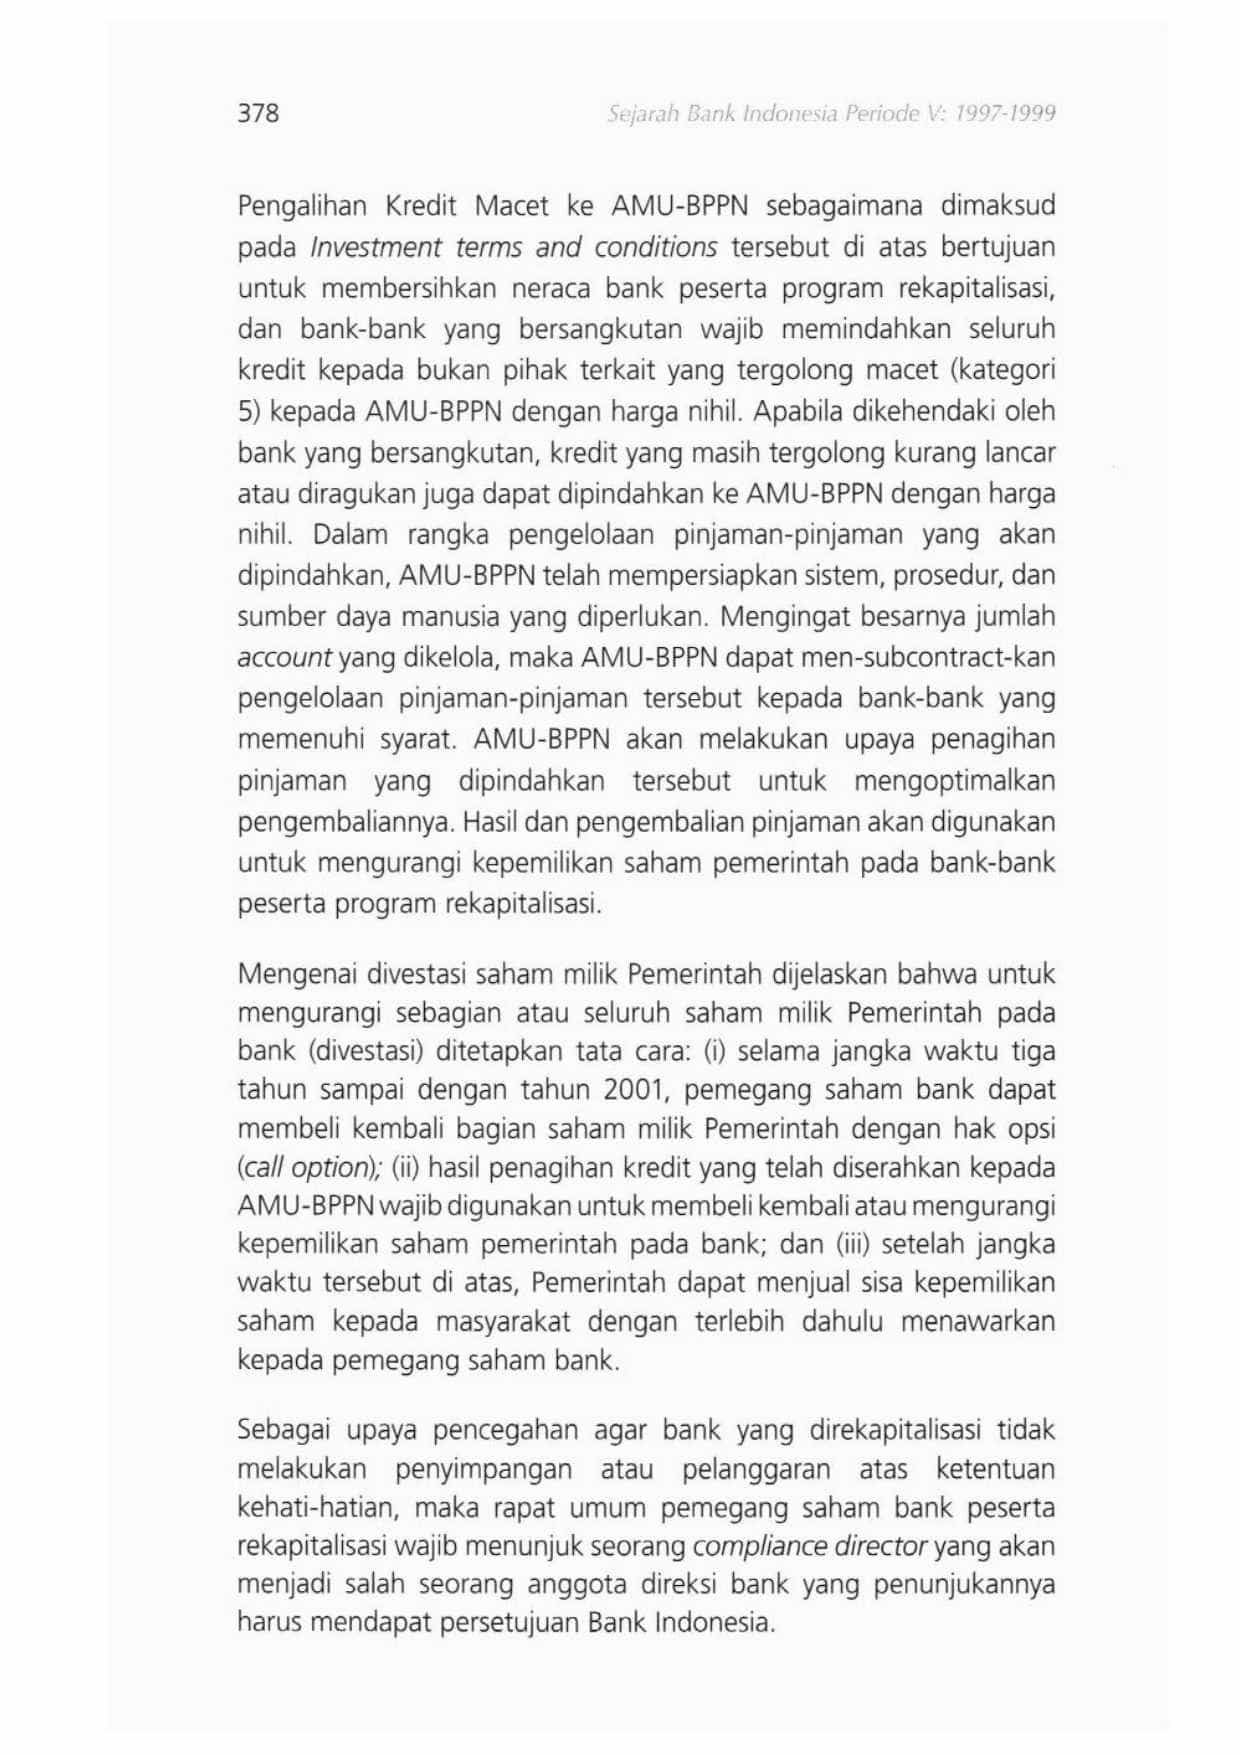 378
Sejarah Bank Indonesia Periode V: 1997-1999
Pengalihan Kredit Macet ke AMU-BPPN sebagaimana dimaksud
pada Investment terms and conditions tersebut di atas bertujuan
untuk membersihkan neraca bank peserta program rekapitalisasi,
dan bank-bank yang bersangkutan wajib memindahkan seluruh
kredit kepada bukan pihak terkait yang tergolong macet (kategori
5) kepada AMU-BPPN dengan harga nihil. Apabila dikehendaki oleh
bank yang bersangkutan, kredit yang masih tergolong kurang lancar
atau diragukan juga dapat dipindahkan ke AMU-BPPN dengan harga
nihil. Dalam rangka pengelolaan pinjaman-pinjaman yang akan
dipindahkan, AMU-BPPN telah mempersiapkan sistem, prosedur, dan
sumber daya manusia yang diperlukan. Mengingat besarnya jumlah
account yang dikelola, maka AMU-BPPN dapat men-subcontract-kan
pengelolaan pinjaman-pinjaman tersebut kepada bank-bank yang
memenuhi syarat. AMU-BPPN akan melakukan upaya penagihan
pinjaman yang dipindahkan tersebut untuk mengoptimalkan
pengembaliannya. Hasil dan pengembalian pinjaman akan digunakan
untuk mengurangi kepemilikan saham pemerintah pada bank-bank
peserta program rekapitalisasi.
Mengenai divestasi saham milik Pemerintah dijelaskan bahwa untuk
mengurangi sebagian atau seluruh saham milik Pemerintah pada
bank (divestasi) ditetapkan tata cara: (i) selama jangka waktu tiga
tahun sampai dengan tahun 2001, pemegang saham bank dapat
membeli kembali bagian saham milik Pemerintah dengan hak opsi
(call option); (ii) hasil penagihan kredit yang telah diserahkan kepada
AMU-BPPN wajib digunakan untuk membeli kembali atau mengurangi
kepemilikan saham pemerintah pada bank; dan (iii) setelah jangka
waktu tersebut di atas, Pemerintah dapat menjual sisa kepemilikan
saham kepada masyarakat dengan terlebih dahulu menawarkan
kepada pemegang saham bank.
Sebagai upaya pencegahan agar bank yang direkapitalisasi tidak
melakukan penyimpangan atau pelanggaran atas ketentuan
kehati-hatian, maka rapat umum pemegang saham bank peserta
rekapitalisasi wajib menunjuk seorang compliance director yang akan
menjadi salah seorang anggota direksi bank yang penunjukannya
harus mendapat persetujuan Bank Indonesia.